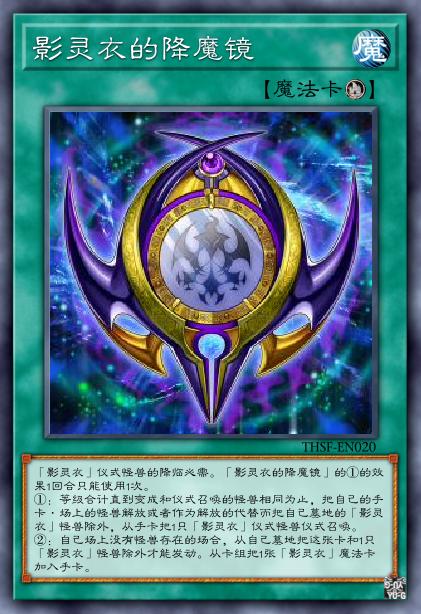 影灵衣的降魔镜
魔
【魔法卡】
THSF-EN020
「影灵衣」仪式怪兽的降临必需。「影灵衣的降魔镜」的①的效
果1回合只能使用1次。
①：等级合计直到变成和仪式召唤的怪兽相同为止，把自己的手
卡·场上的怪兽解放或者作为解放的代替而把自己墓地的「影灵
衣」怪兽除外，从手卡把1只「影灵衣」仪式怪兽仪式召唤。
②：自己场上没有怪兽存在的场合，从自己墓地把这张卡和1只
「影灵衣」怪兽除外才能发动。从卡组把1张「影灵衣」魔法卡
加入手卡。